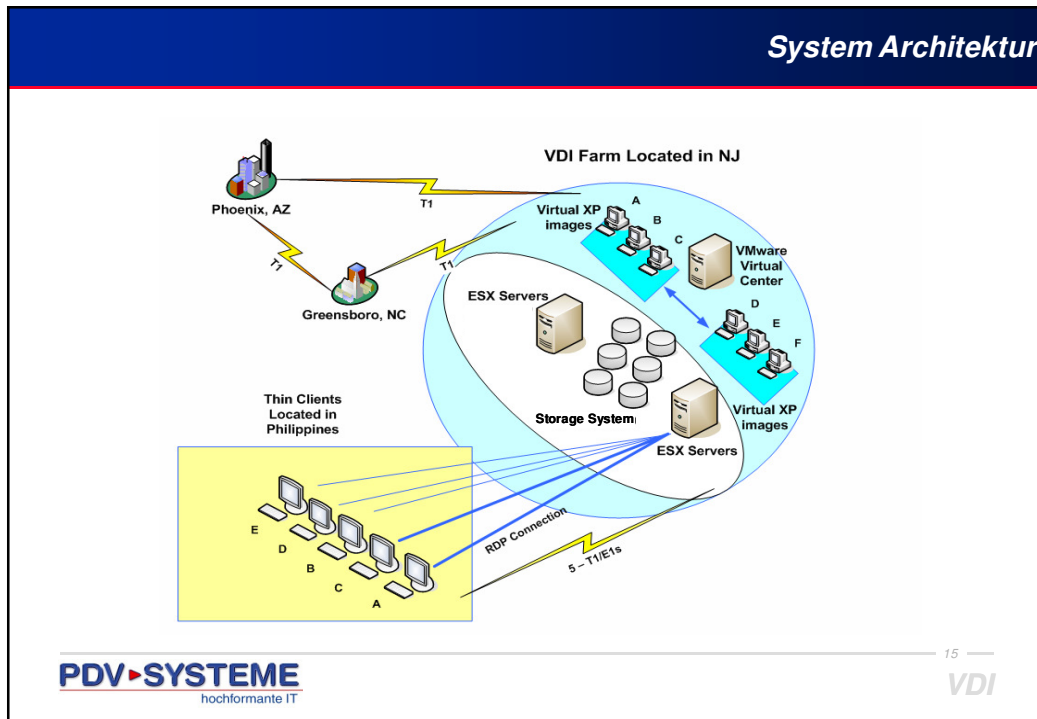 System Architektur
VDI Farm Located in NJ
Phoenix, AZ
T1
T1
T1
Greensboro, NC
Virtual XP
images
A
B
C
VMware
Virtual
Center
ESX Servers
D
E
F
Virtual XP
images
Storage System
ESX Servers
Thin Clients
Located in
Philippines
E
D
B
C
A
RDP Connection
5 – T1/E1s
PDV SYSTEME
hochformante IT
15
VDI